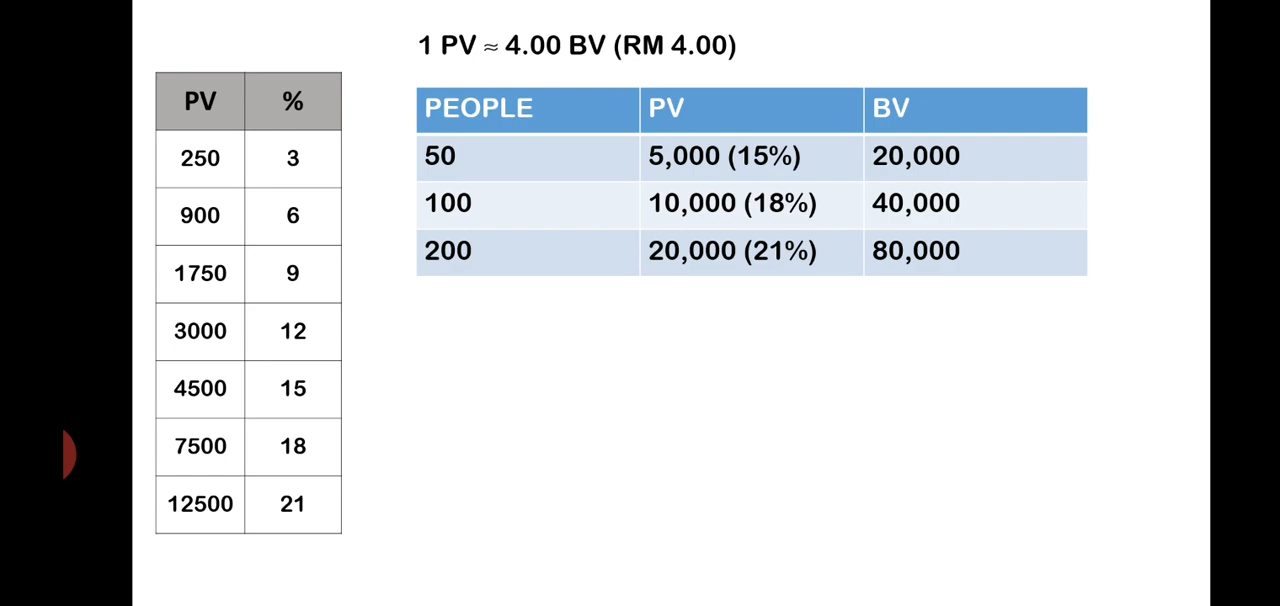 1 PV ≈ 4.00 BV (RM 4.00)
PV %
250 3
900 6
1750 9
3000 12
4500 15
7500 18
12500 21
PEOPLE PV BV
50 5,000 (15%) 20,000
100 10,000 (18%) 40,000
200 20,000 (21%) 80,000